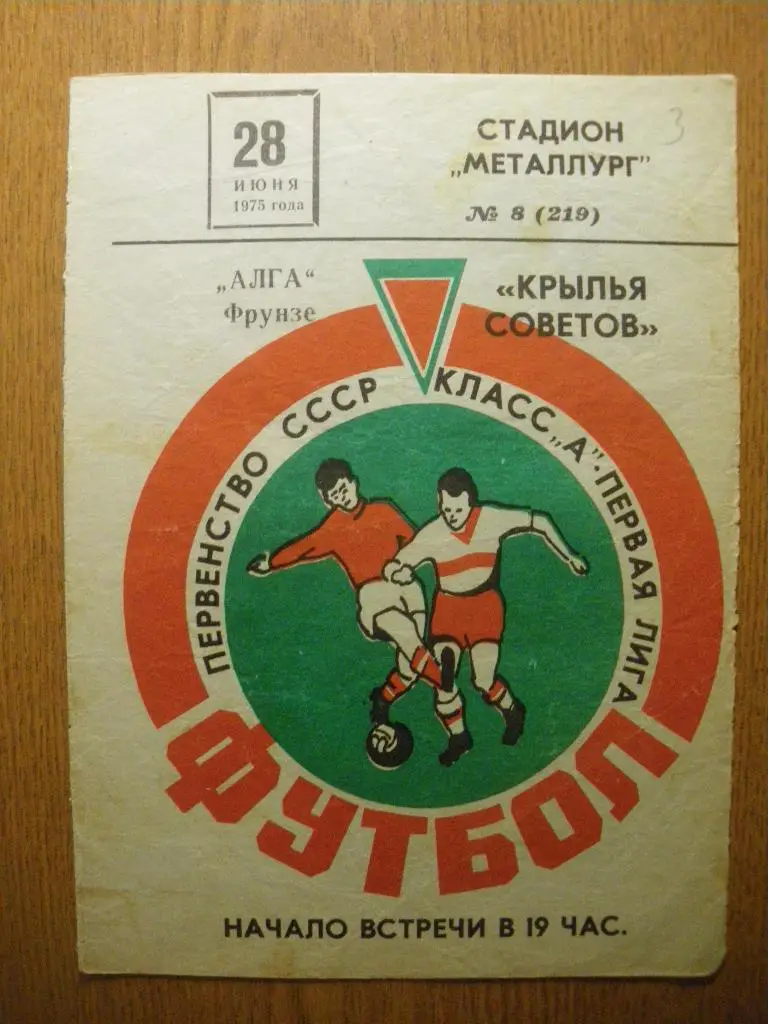 28
ИЮНЯ
1975 года
СТАДИОН
„МЕТАЛЛУРГ"
3
№ 8 (219)
„АЛГА“
Фрунзе
«КРЫЛЬЯ
СОВЕТОВ»
ПЕРВЕНСТВО СССР КЛАСС „А”·ПЕРВАЯ ЛИГА
ФУТБОЛ
НАЧАЛО ВСТРЕЧИ В 19 ЧАС.